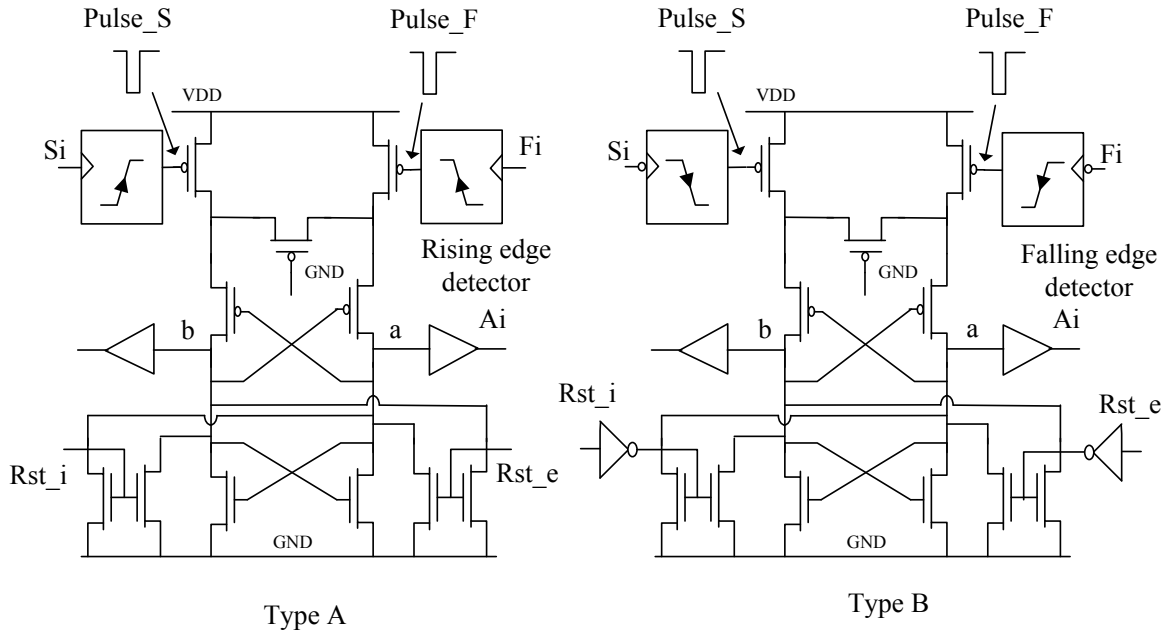 Pulse_S
Pulse_F
VDD
Si
Fi
GND
Rising edge
detector
b
a
Ai
Rst_i
Rst_e
GND
Type A
Pulse_S
Pulse_F
VDD
Si
Fi
GND
Falling edge
detector
b
a
Ai
Rst_i
Rst_e
GND
Type B